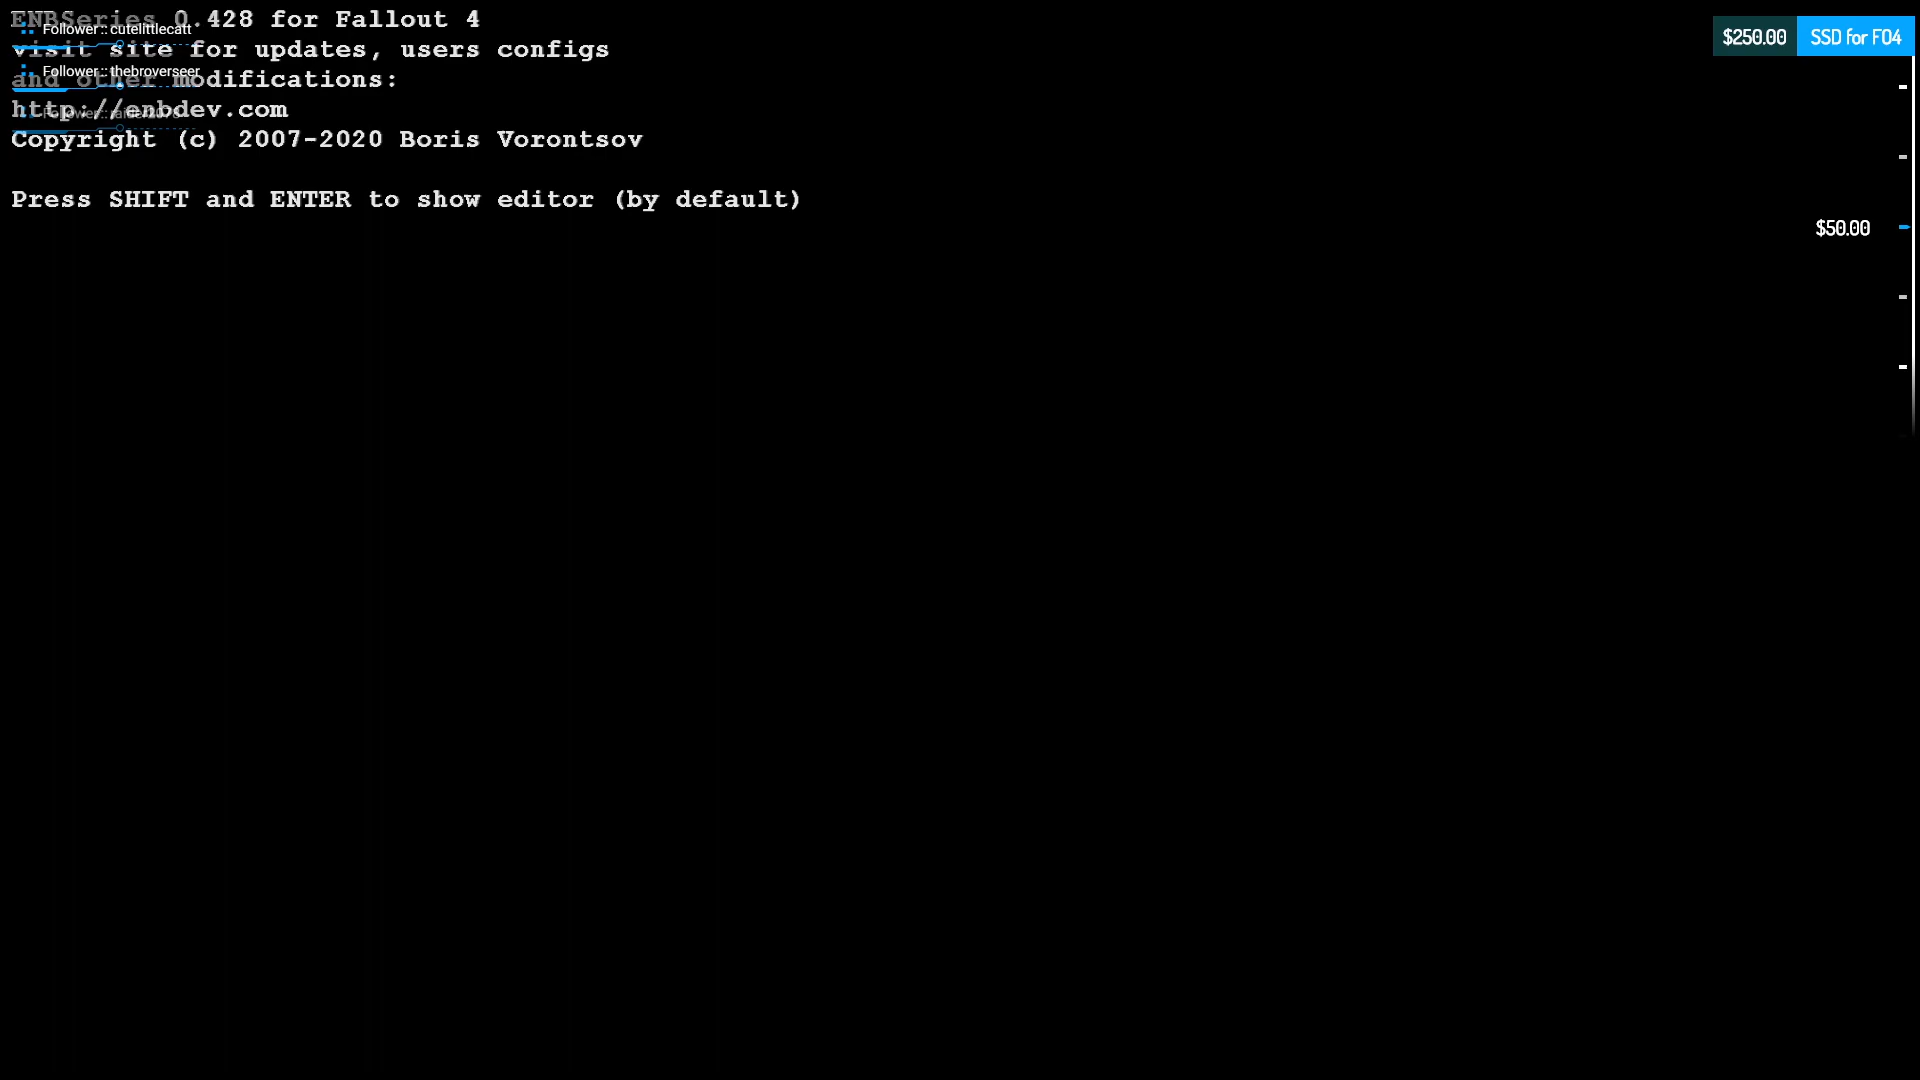 ENBSeries 0.428 for Fallout 4
Follower :: cutelittlecatt
visit site for updates, users configs
Follower :: thebroverseer
and other modifications:
http://enbdev.com
Follower ::
Copyright (c) 2007-2020 Boris Vorontsov
Press SHIFT and ENTER to show editor (by default)
$250.00 SSD for FO4
$50.00